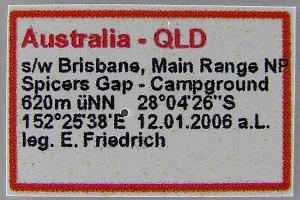 Australia - QLD
s/w Brisbane, Main Range NP
Spicers Gap - Campground
620m üNN 28°04'26"S
152°25'38'E 12.01.2006 a.L.
leg. E. Friedrich